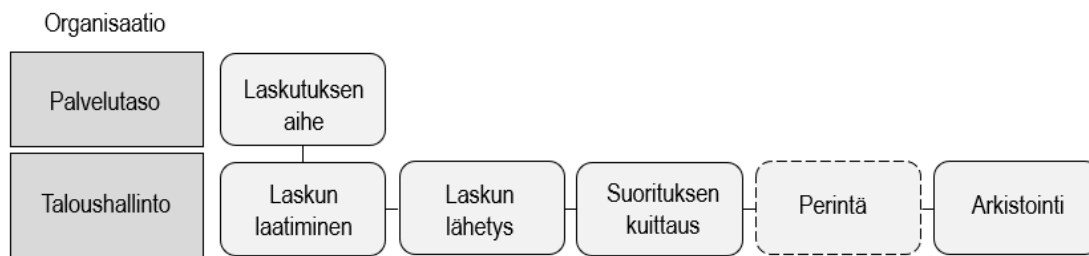 Organisaatio
Palvelutaso
Laskutuksen
aihe
Taloushallinto
Laskun
laatiminen
Laskun
lähetys
Suorituksen
kuittaus
Perintä
Arkistointi